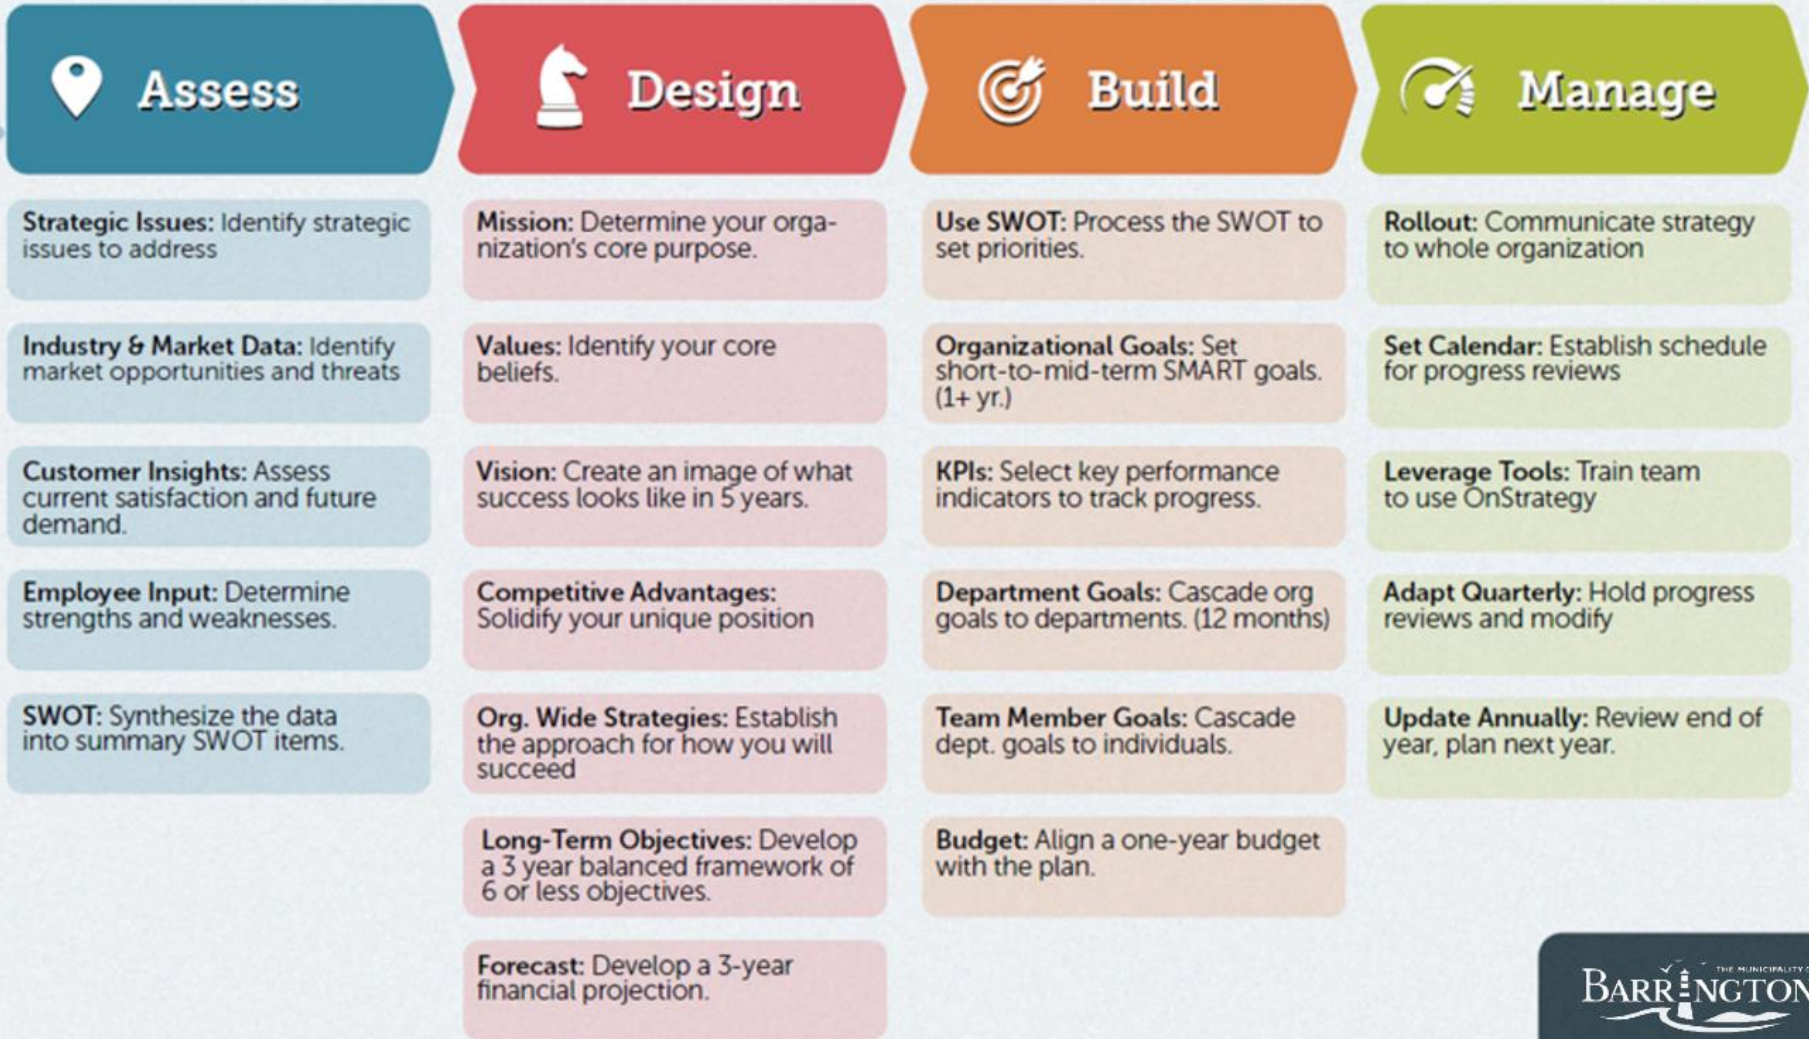 Assess
Strategic Issues: Identify strategic
issues to address
Industry & Market Data: Identify
market opportunities and threats
Customer Insights: Assess
current satisfaction and future
demand.
Employee Input: Determine
strengths and weaknesses.
SWOT: Synthesize the data
into summary SWOT items.
Design
Mission: Determine your orga-
nization's core purpose.
Values: Identify your core
beliefs.
Vision: Create an image of what
success looks like in 5 years.
Competitive Advantages:
Solidify your unique position
Org. Wide Strategies: Establish
the approach for how you will
succeed
Long-Term Objectives: Develop
a 3 year balanced framework of
6 or less objectives.
Forecast: Develop a 3-year
financial projection.
Build
Use SWOT: Process the SWOT to
set priorities.
Organizational Goals: Set
short-to-mid-term SMART goals.
(1+ yr.)
KPIs: Select key performance
indicators to track progress.
Department Goals: Cascade org
goals to departments. (12 months)
Team Member Goals: Cascade
dept. goals to individuals.
Budget: Align a one-year budget
with the plan.
Manage
Rollout: Communicate strategy
to whole organization
Set Calendar: Establish schedule
for progress reviews
Leverage Tools: Train team
to use OnStrategy
Adapt Quarterly: Hold progress
reviews and modify
Update Annually: Review end of
year, plan next year.
THE MUNICIPALITY
BARRINGTON